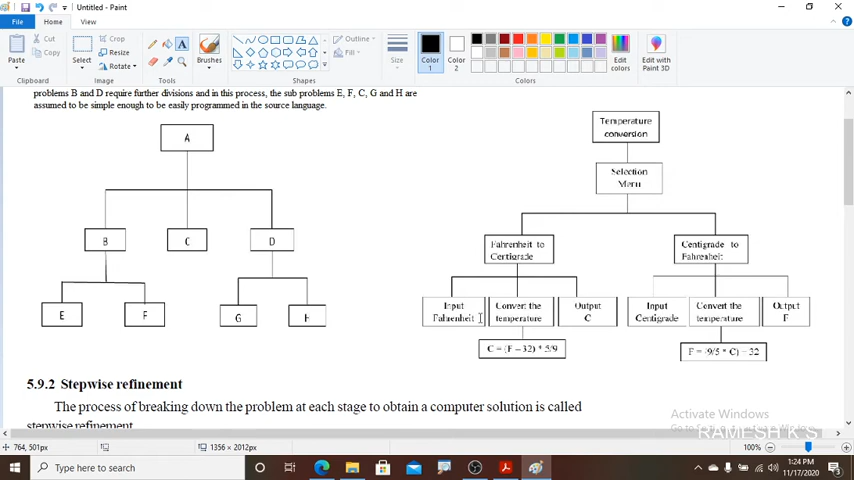 Untitled - Paint
File Home View
Paste
Cut
Copy
Clipboard
Select
Crop
Resize
Rotate
Image
Tools
Brushes
Shapes
Outline
Fill
Size
Color 1
Color 2
Colors
Edit colors
Edit with Paint 3D
problems B and D require further divisions and in this process, the sub problems E, F, C, G and H are
assumed to be simple enough to be easily programmed in the source language.
A
B C D
E F G H
Temperature
conversion
Selection
Menu
Fahrenheit to
Certigrade
Centigrade to
Fahrenheit
Input
Fahrenheit
Convert the
temperature
Output
C
Input
Centigrade
Convert the
temperature
Output
F
C = (F – 32) * 5/9
F = (9/5 * C) – 32
5.9.2 Stepwise refinement
The process of breaking down the problem at each stage to obtain a computer solution is called
stepwise refinement
Activate Windows
RAMESH K S
764, 501px
1356 × 2012px
100%
Type here to search
1:24 PM
11/17/2020